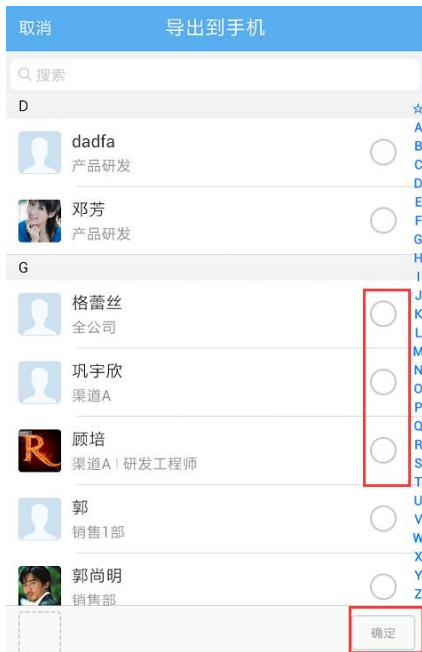 取消
导出到手机
搜索
D
dadfa
产品研发
邓芳
产品研发
G
格蕾丝
全公司
巩宇欣
渠道A
顾培
渠道A | 研发工程师
郭
销售1部
郭尚明
销售部
☆
A
B
C
D
E
F
G
H
I
J
K
L
M
N
O
P
Q
R
S
T
U
V
W
X
Y
Z
确定